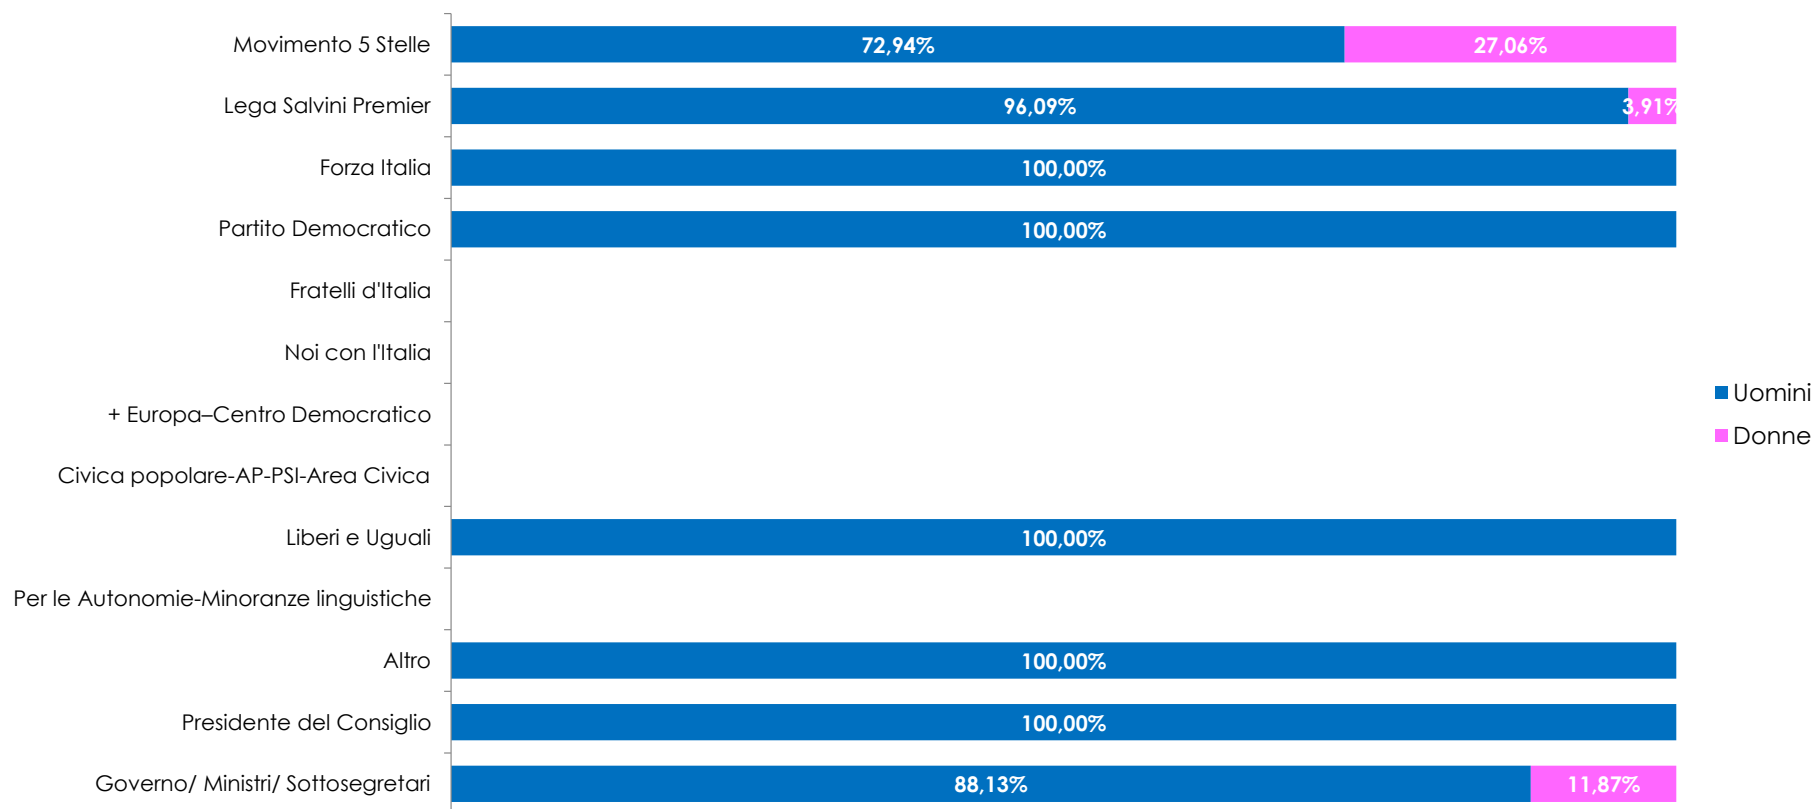 Movimento 5 Stelle 72,94% 27,06%
Lega Salvini Premier 96,09% 3,91%
Forza Italia 100,00%
Partito Democratico 100,00%
Fratelli d'Italia
Noi con l'Italia
+ Europa–Centro Democratico
Civica popolare-AP-PSI-Area Civica
Liberi e Uguali 100,00%
Per le Autonomie-Minoranze linguistiche
Altro 100,00%
Presidente del Consiglio 100,00%
Governo/ Ministri/ Sottosegretari 88,13% 11,87%
Uomini
Donne